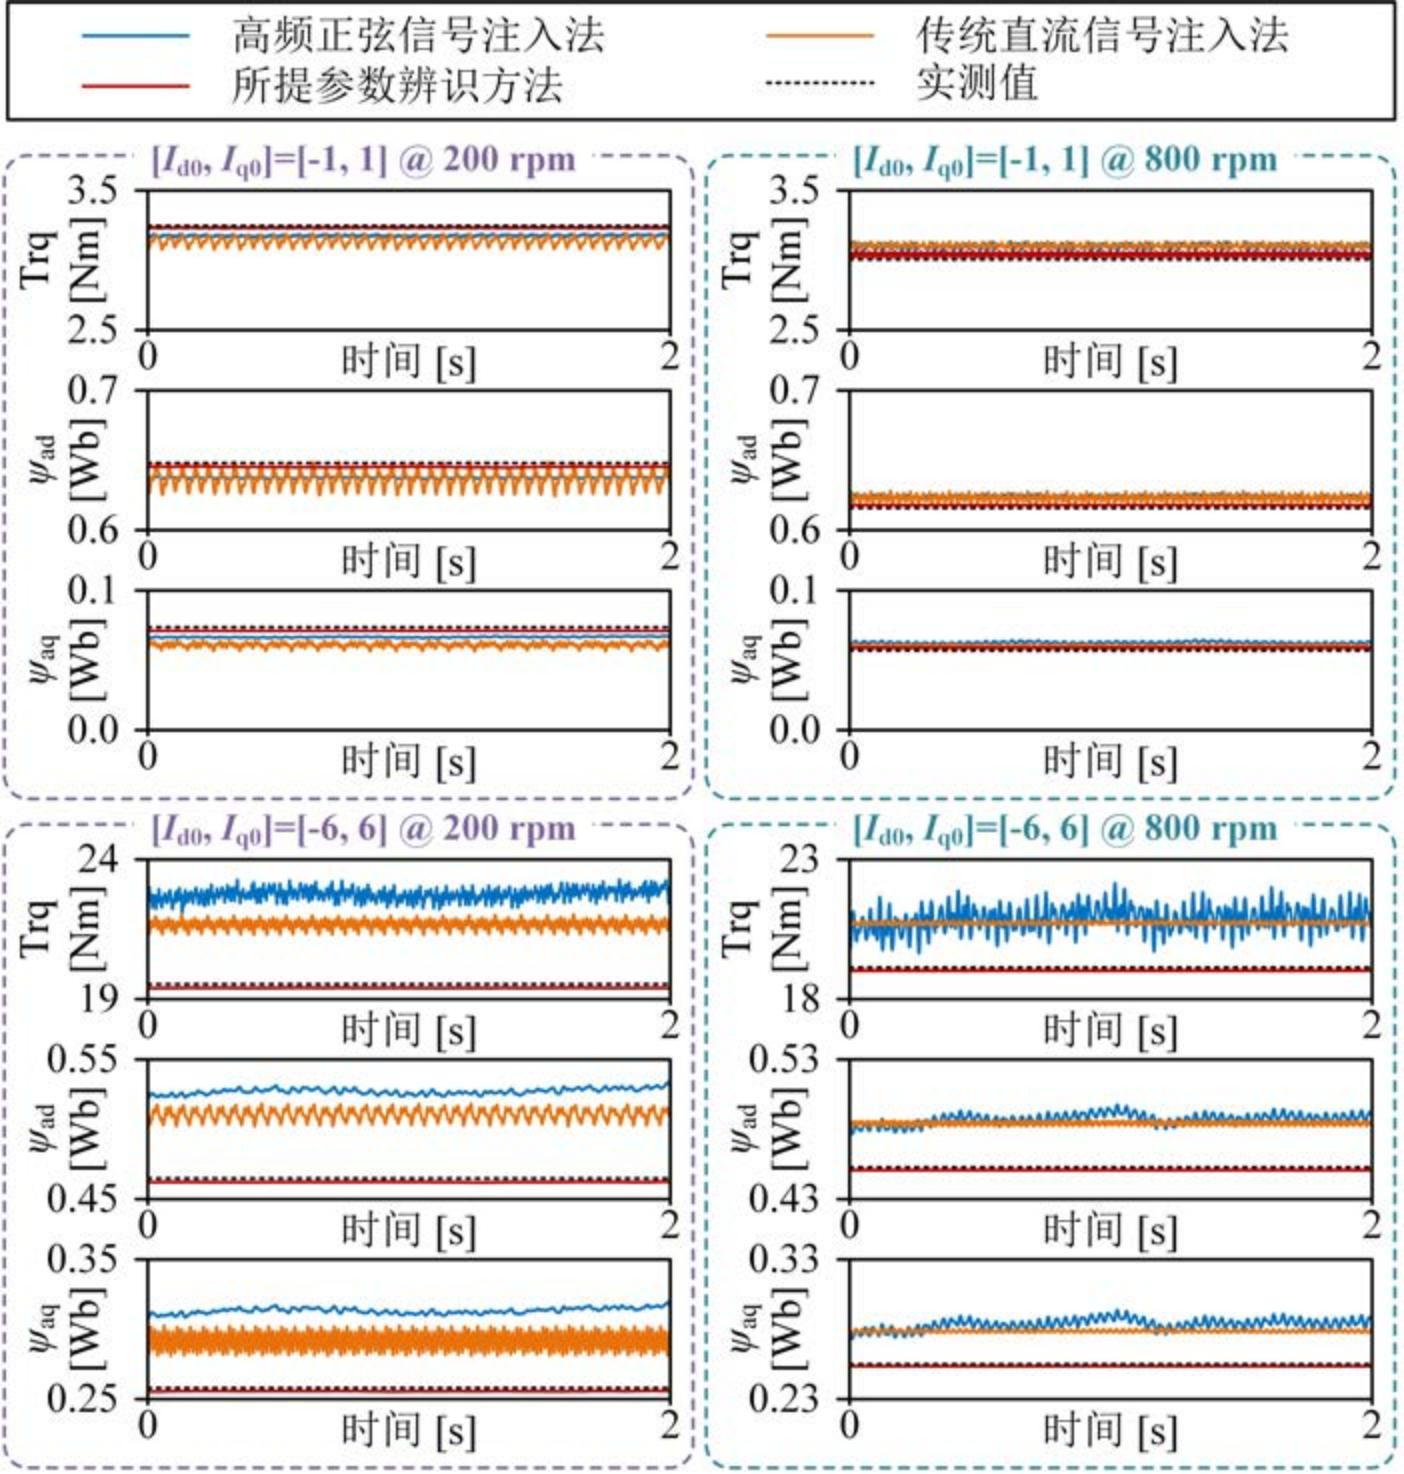 高频正弦信号注入法 传统直流信号注入法
所提参数辨识方法 实测值
[Id0, Iq0]=[-1, 1] @ 200 rpm
Trq [Nm]
3.5
2.5
0 时间 [s] 2
ψad [Wb]
0.7
0.6
0 时间 [s] 2
ψaq [Wb]
0.1
0.0
0 时间 [s] 2
[Id0, Iq0]=[-1, 1] @ 800 rpm
Trq [Nm]
3.5
2.5
0 时间 [s] 2
ψad [Wb]
0.7
0.6
0 时间 [s] 2
ψaq [Wb]
0.1
0.0
0 时间 [s] 2
[Id0, Iq0]=[-6, 6] @ 200 rpm
Trq [Nm]
24
19
0 时间 [s] 2
ψad [Wb]
0.55
0.45
0 时间 [s] 2
ψaq [Wb]
0.35
0.25
0 时间 [s] 2
[Id0, Iq0]=[-6, 6] @ 800 rpm
Trq [Nm]
23
18
0 时间 [s] 2
ψad [Wb]
0.53
0.43
0 时间 [s] 2
ψaq [Wb]
0.33
0.23
0 时间 [s] 2